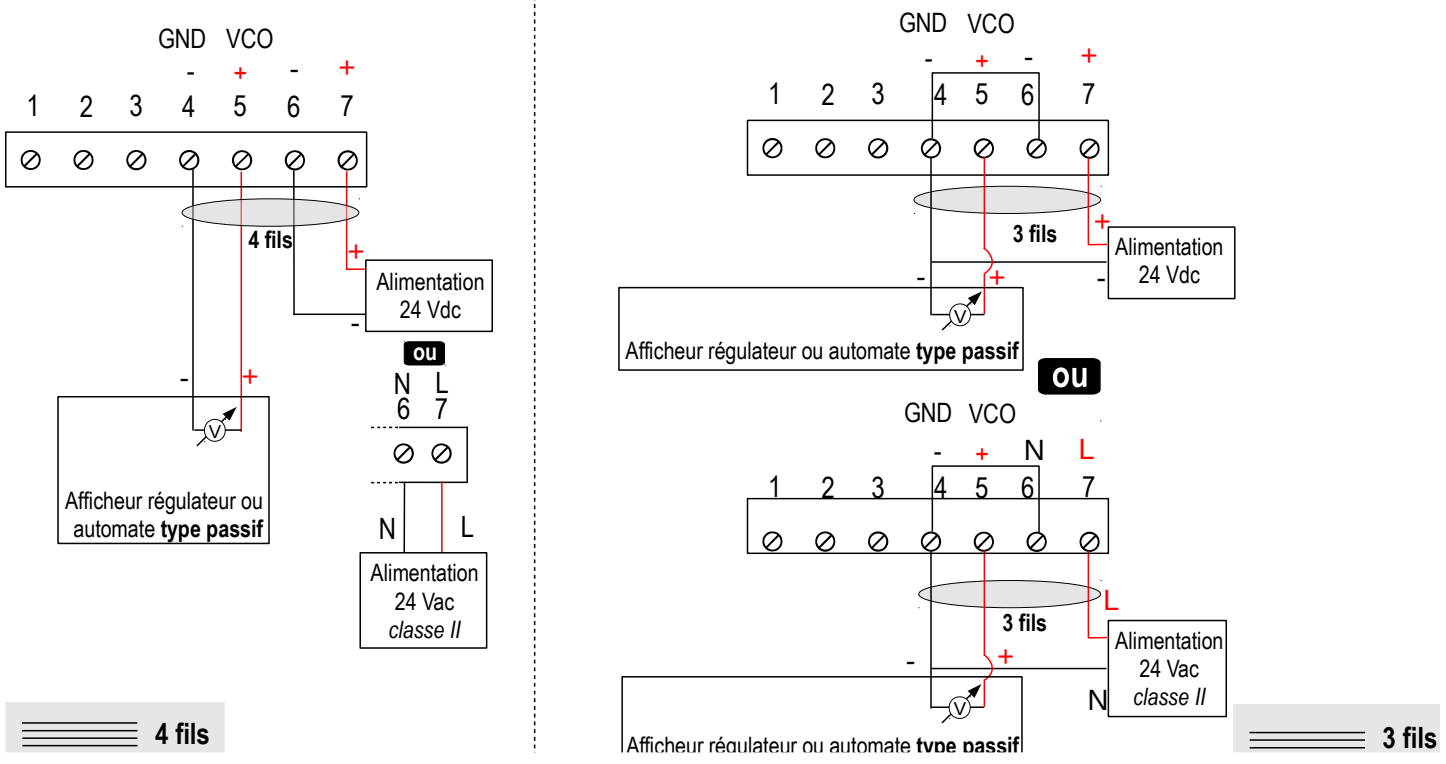 GND VCO
- + - +
1 2 3 4 5 6 7
4 fils
+
Alimentation
24 Vdc
-
ou
N L
6 7
- +
V
Afficheur régulateur ou
automate type passif
N L
Alimentation
24 Vac
classe II
4 fils
GND VCO
- + - +
1 2 3 4 5 6 7
3 fils
+
Alimentation
24 Vdc
-
- +
V
Afficheur régulateur ou automate type passif
ou
GND VCO
- + N L
1 2 3 4 5 6 7
L
3 fils
Alimentation
24 Vac
classe II
N
- +
V
Afficheur régulateur ou automate type passif
3 fils